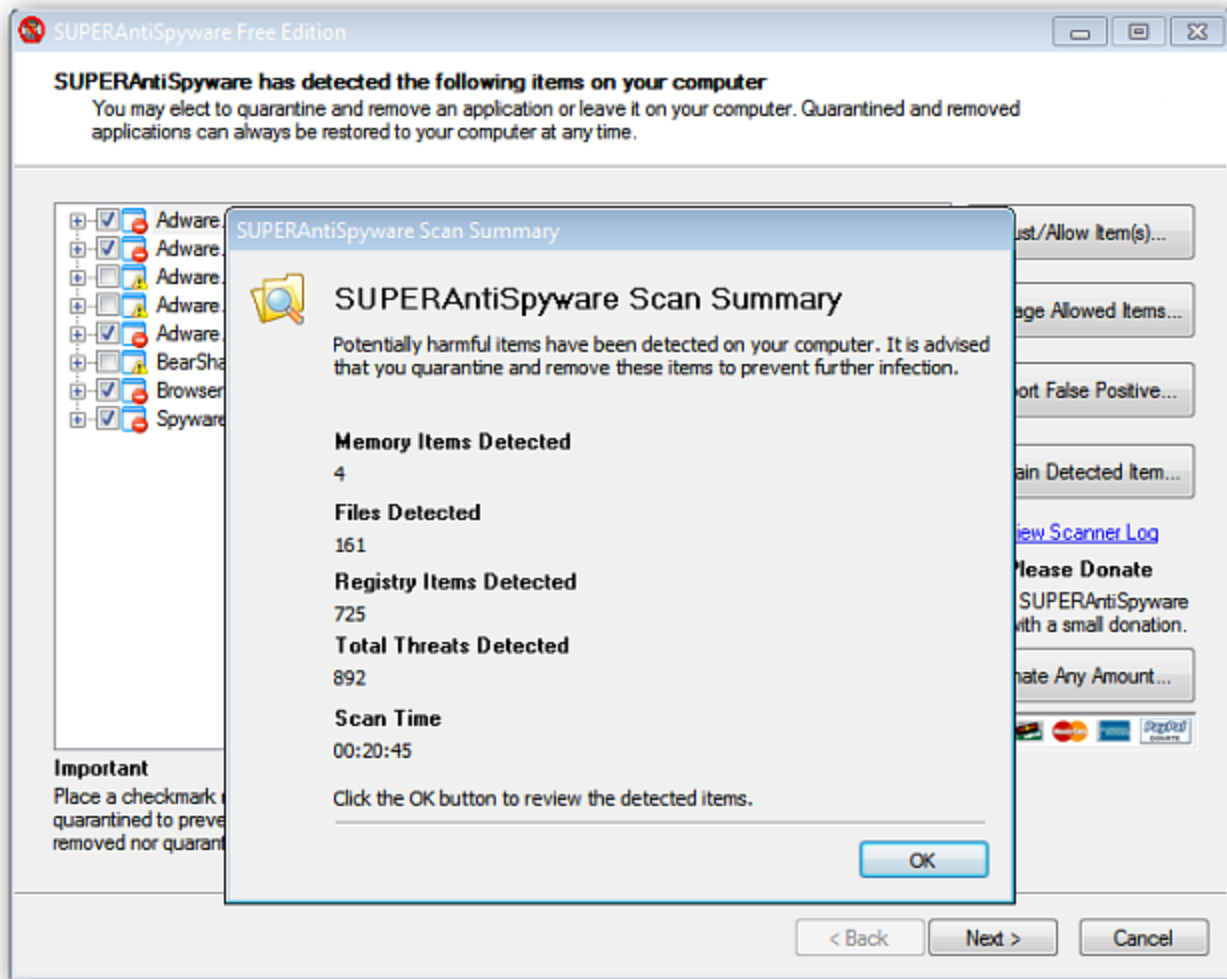 SUPERAntiSpyware Free Edition
SUPERAntiSpyware has detected the following items on your computer
You may elect to quarantine and remove an application or leave it on your computer. Quarantined and removed
applications can always be restored to your computer at any time.
Adware.
Adware.
Adware.
Adware.
Adware.
BearSha
Browser
Spyware
SUPERAntiSpyware Scan Summary
SUPERAntiSpyware Scan Summary
Potentially harmful items have been detected on your computer. It is advised
that you quarantine and remove these items to prevent further infection.
Memory Items Detected
4
Files Detected
161
Registry Items Detected
725
Total Threats Detected
892
Scan Time
00:20:45
Click the OK button to review the detected items.
OK
ust/Allow Item(s)...
age Allowed Items...
ort False Positive...
ain Detected Item...
iew Scanner Log
Please Donate
SUPERAntiSpyware
with a small donation.
nate Any Amount...
PayPal
DONATE
Important
Place a checkmark
quarantined to preve
removed nor quarant
< Back
Next >
Cancel